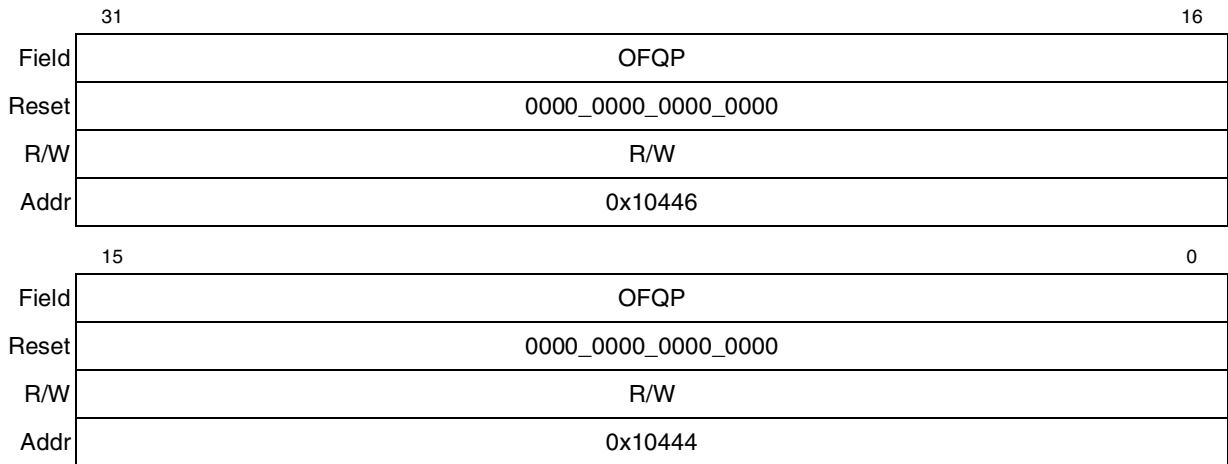 31 16
Field OFQP
Reset 0000_0000_0000_0000
R/W R/W
Addr 0x10446
15 0
Field OFQP
Reset 0000_0000_0000_0000
R/W R/W
Addr 0x10444